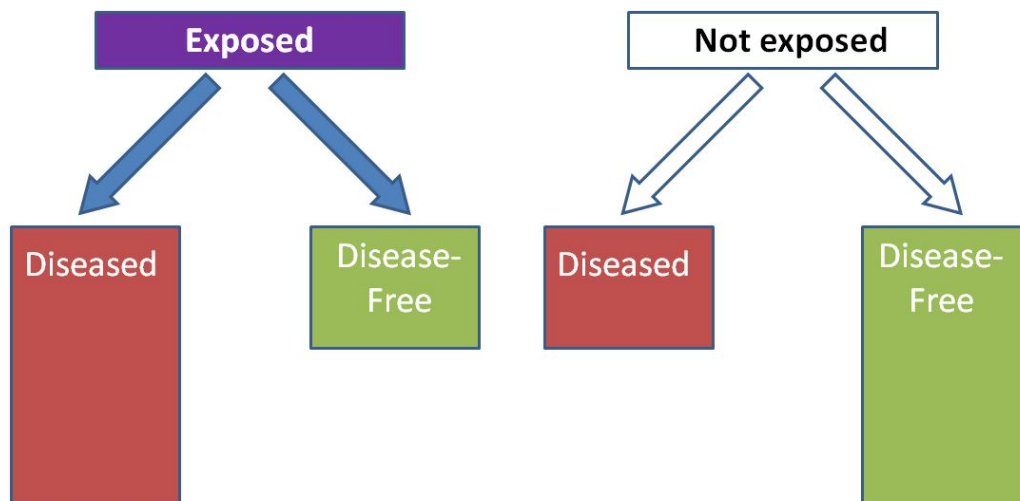 Exposed
Not exposed
Diseased
Disease-
Free
Diseased
Disease-
Free